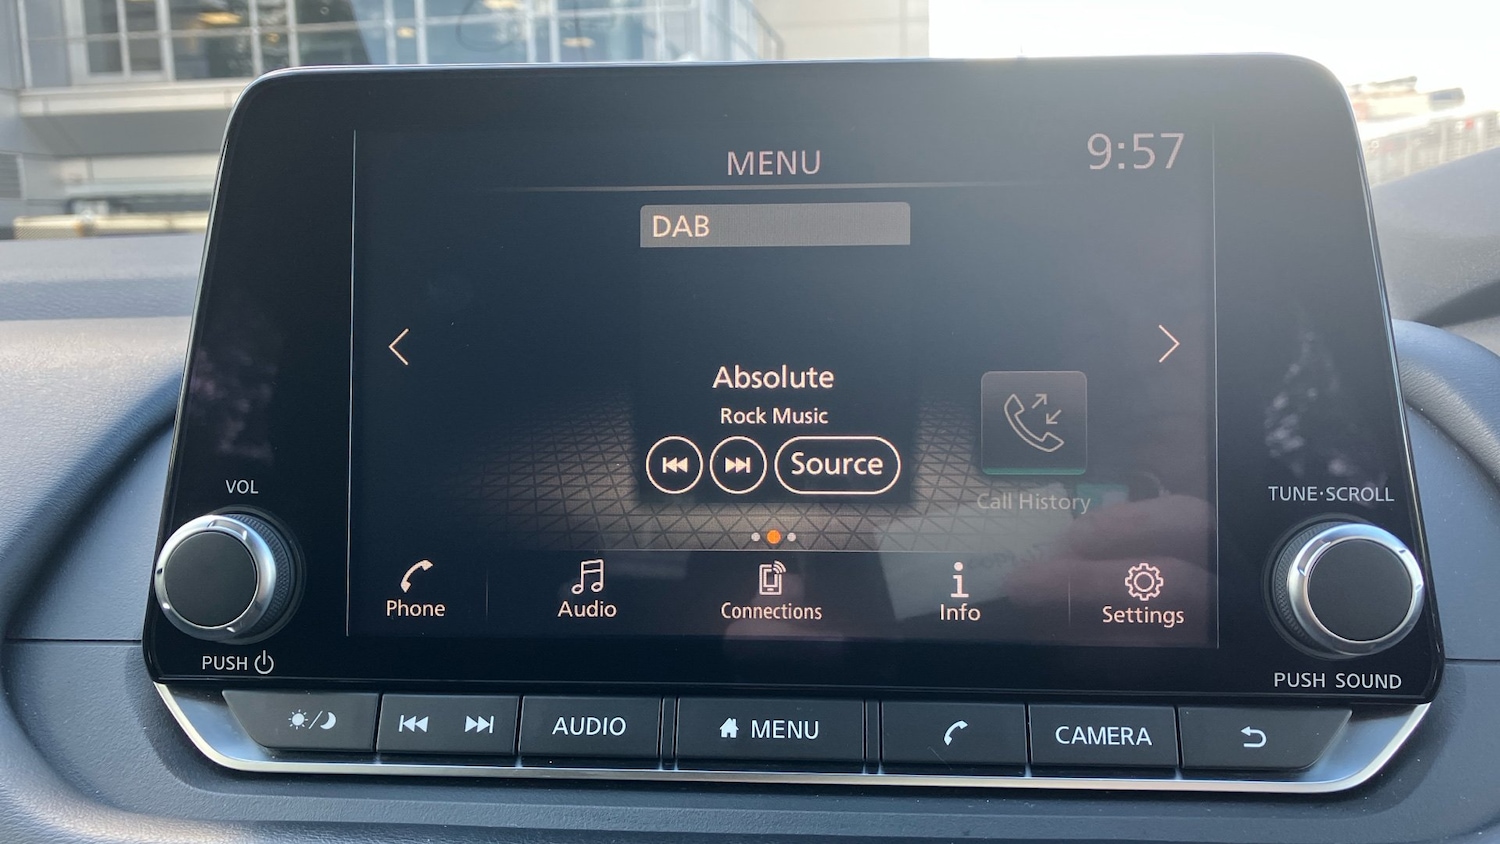 MENU
9:57
DAB
Absolute
Rock Music
Source
Call History
VOL
TUNE·SCROLL
Phone
Audio
Connections
Info
Settings
PUSH
PUSH SOUND
AUDIO
MENU
CAMERA